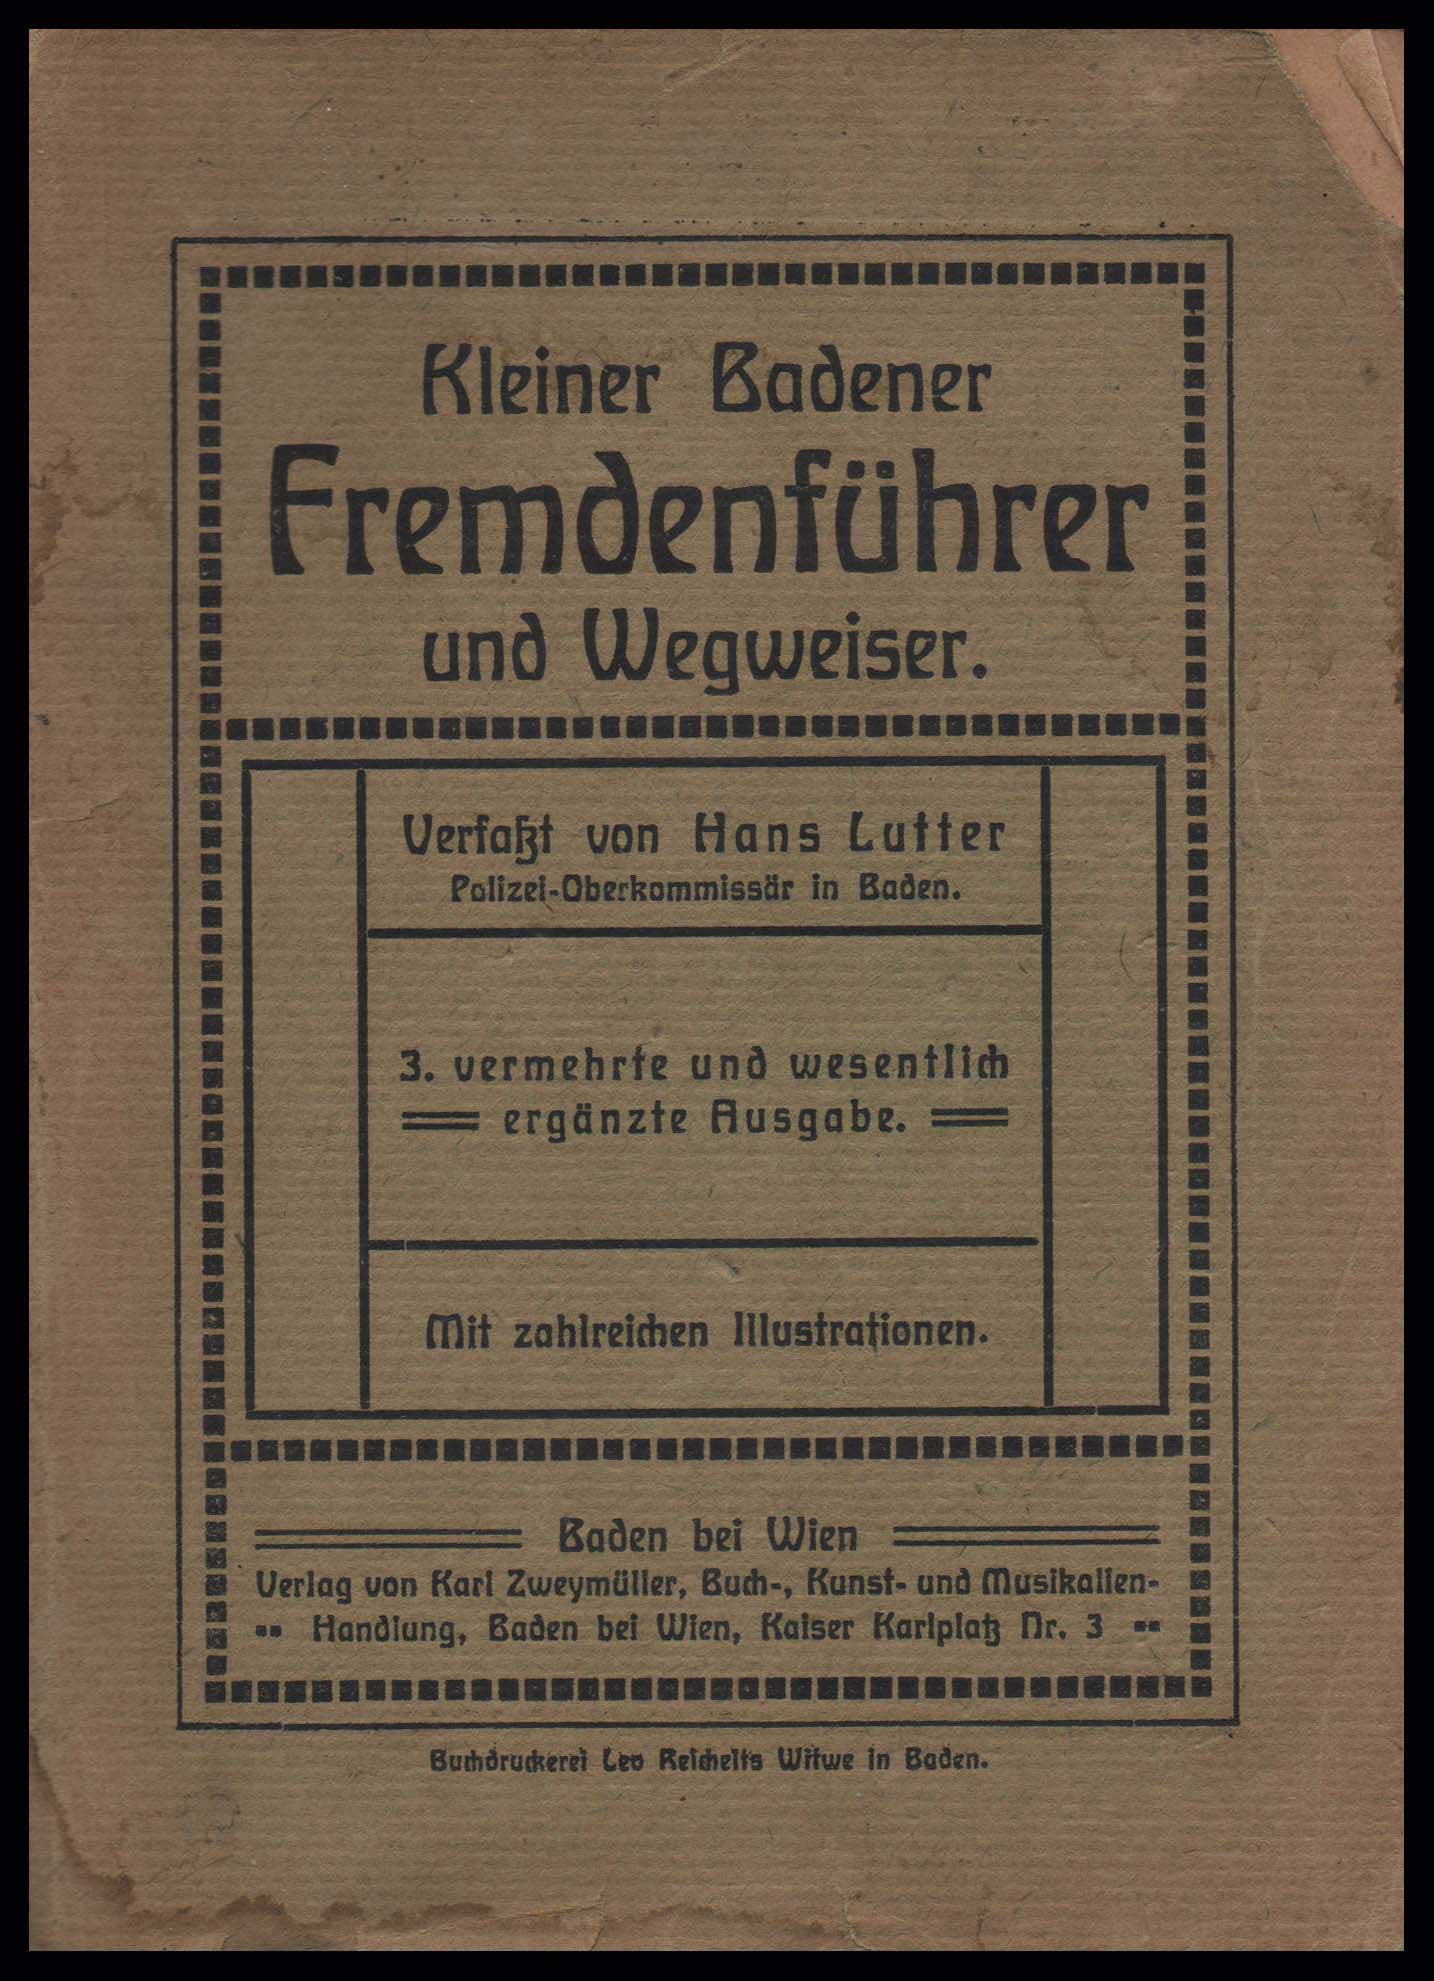 Kleiner Badener
Fremdenführer
und Wegweiser.
Verfaßt von Hans Lutter
Polizei-Oberkommissär in Baden.
3. vermehrte und wesentlich
ergänzte Ausgabe.
Mit zahlreichen Illustrationen.
Baden bei Wien
Verlag von Karl Zweymüller, Buch-, Kunst- und Musikalien-
Handlung, Baden bei Wien, Kaiser Karlplatz Nr. 3
Buchdruckerei Leo Reichelts Witwe in Baden.